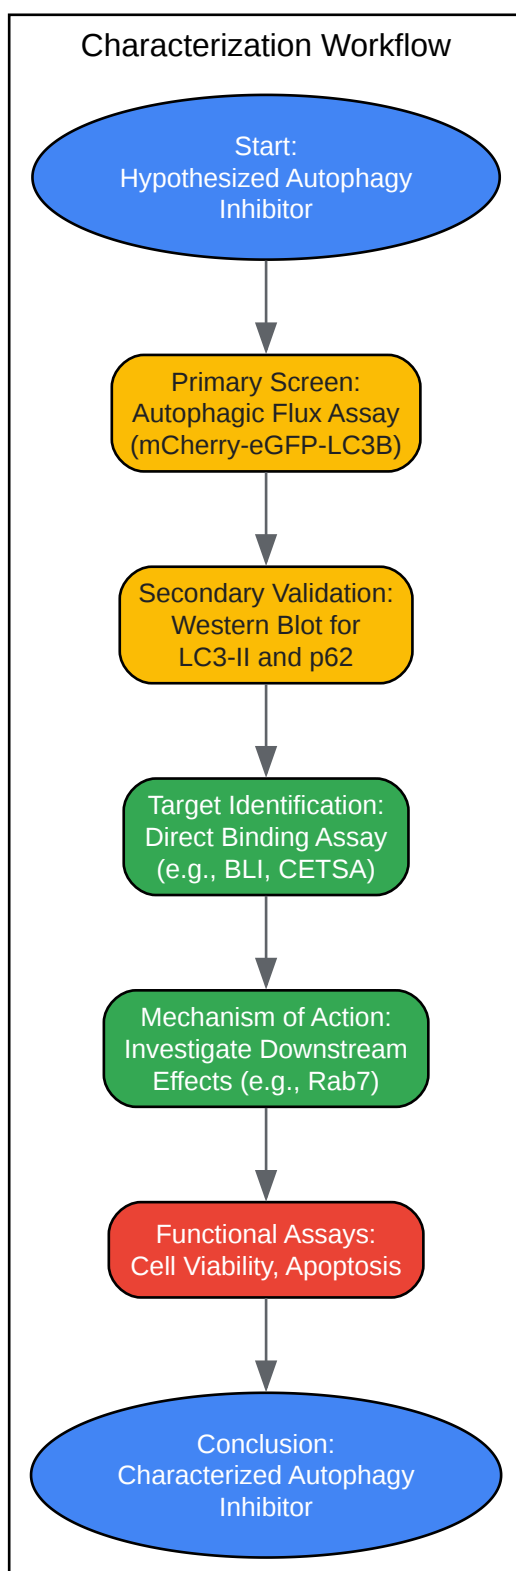 Characterization Workflow
Start:
Hypothesized Autophagy
Inhibitor
Primary Screen:
Autophagic Flux Assay
(mCherry-eGFP-LC3B)
Secondary Validation:
Western Blot for
LC3-II and p62
Target Identification:
Direct Binding Assay
(e.g., BLI, CETSA)
Mechanism of Action:
Investigate Downstream
Effects (e.g., Rab7)
Functional Assays:
Cell Viability, Apoptosis
Conclusion:
Characterized Autophagy
Inhibitor